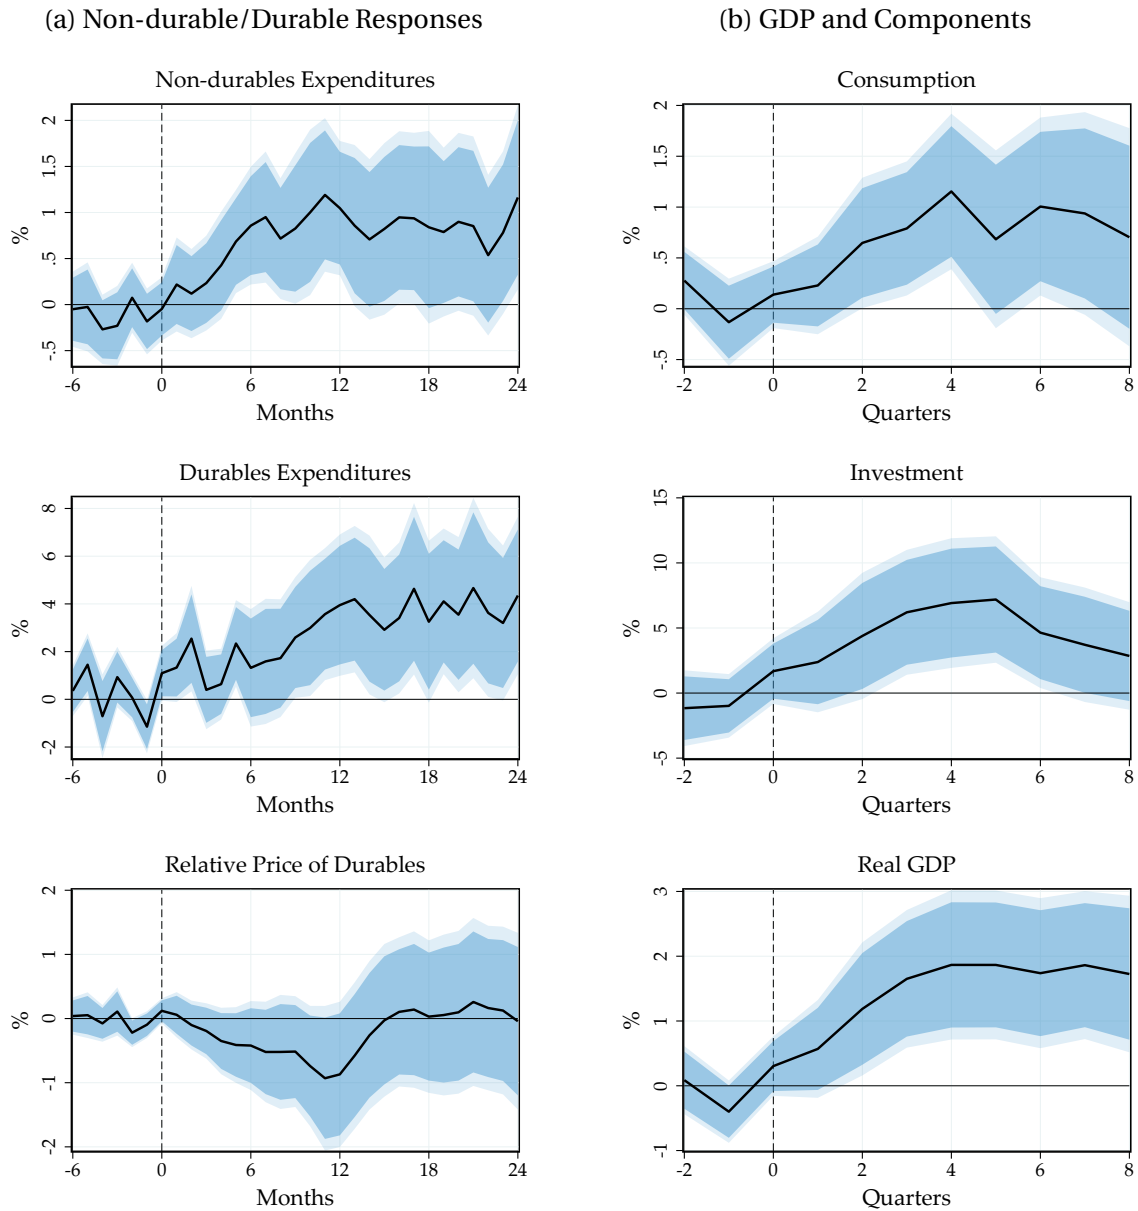 (a) Non-durable/Durable Responses
Non-durables Expenditures
%
2
1.5
1
.5
0
-.5
-6 0 6 12 18 24
Months
Durables Expenditures
%
8
6
4
2
0
-2
-6 0 6 12 18 24
Months
Relative Price of Durables
%
2
1
0
-1
-2
-6 0 6 12 18 24
Months
(b) GDP and Components
Consumption
%
2
1.5
1
.5
0
-.5
-2 0 2 4 6 8
Quarters
Investment
%
15
10
5
0
-5
-2 0 2 4 6 8
Quarters
Real GDP
%
3
2
1
0
-1
-2 0 2 4 6 8
Quarters